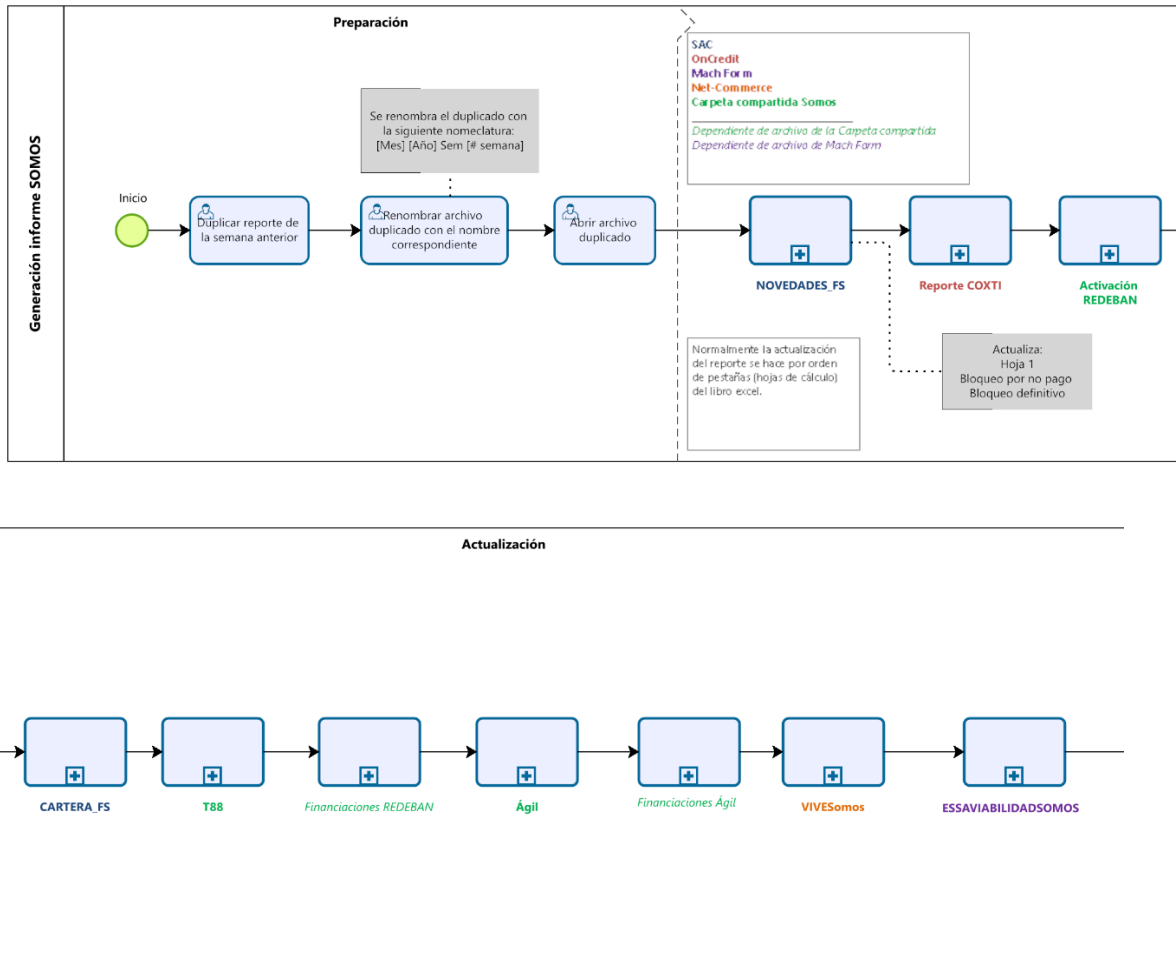 Generación informe SOMOS
Preparación
Inicio
Duplicar reporte de
la semana anterior
Se renombra el duplicado con
la siguiente nomeclatura:
[Mes] [Año] Sem [# semana]
Renombrar archivo
duplicado con el nombre
correspondiente
Abrir archivo
duplicado
SAC
OnCredit
Mach Form
Net-Commerce
Carpeta compartida Somos
Dependiente de archivo de la Carpeta compartida
Dependiente de archivo de Mach Form
NOVEDADES_FS
Reporte COXTI
Activación
REDEBAN
Normalmente la actualización
del reporte se hace por orden
de pestañas (hojas de cálculo)
del libro excel.
Actualiza:
Hoja 1
Bloqueo por no pago
Bloqueo definitivo
Actualización
CARTERA_FS
T88
Financiaciones REDEBAN
Ágil
Financiaciones Ágil
VIVESomos
ESSAVIABILIDADSOMOS